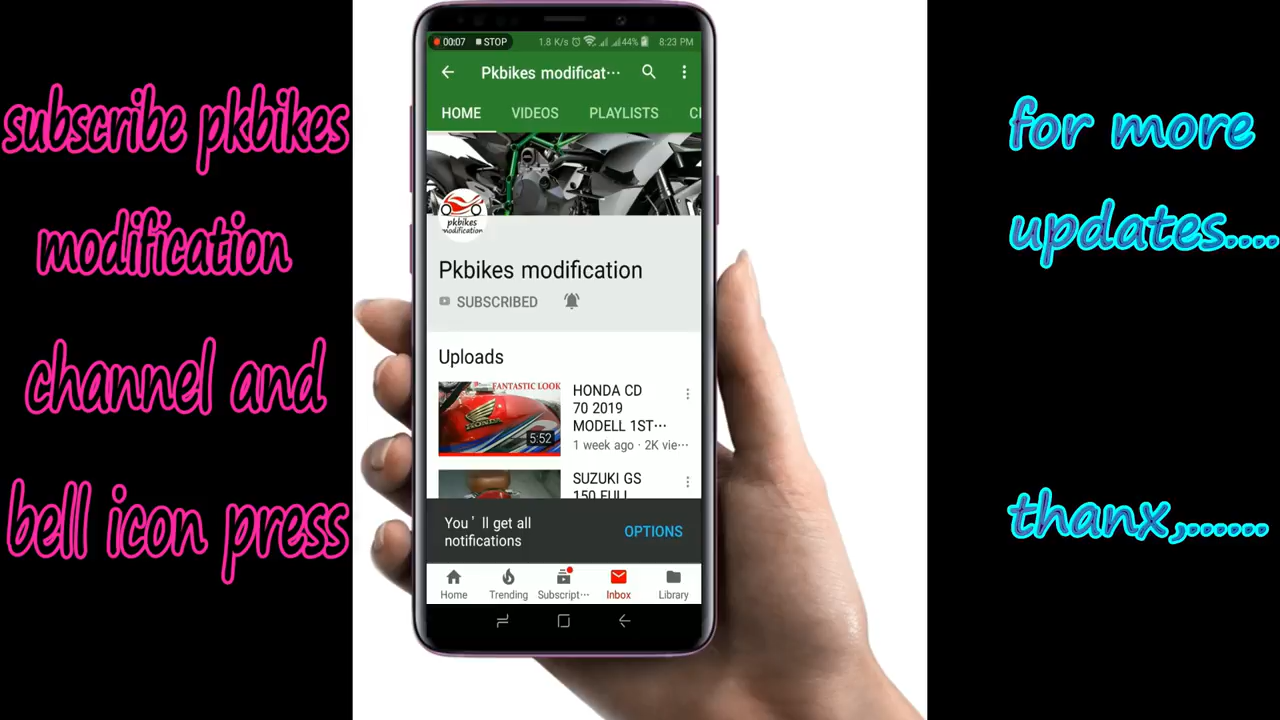 subscribe pkbikes
modification
channel and
bell icon press
00:07 STOP 1.8 K/s 44% 8:23 PM
Pkbikes modificat···
HOME VIDEOS PLAYLISTS
pkbikes
modification
Pkbikes modification
SUBSCRIBED
Uploads
FANTASTIC LOOK
HONDA
5:52
HONDA CD
70 2019
MODELL 1ST···
1 week ago · 2K vie···
SUZUKI GS
150 FULL
You'll get all
notifications
OPTIONS
Home Trending Subscript··· Inbox Library
for more
updates....
thanx,......